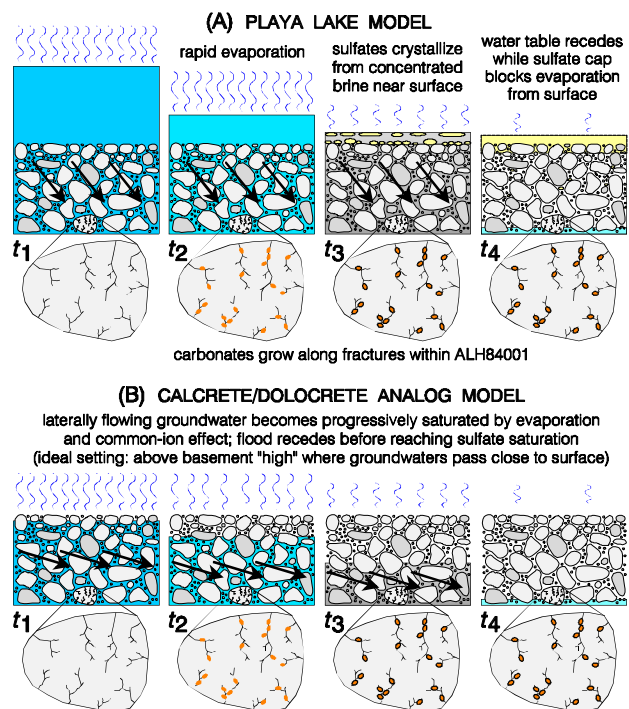 (A) PLAYA LAKE MODEL
rapid evaporation
sulfates crystallize
from concentrated
brine near surface
water table recedes
while sulfate cap
blocks evaporation
from surface
t1
t2
t3
t4
carbonates grow along fractures within ALH84001
(B) CALCRETE/DOLOCRETE ANALOG MODEL
laterally flowing groundwater becomes progressively saturated by evaporation
and common-ion effect; flood recedes before reaching sulfate saturation
(ideal setting: above basement "high" where groundwaters pass close to surface)
t1
t2
t3
t4